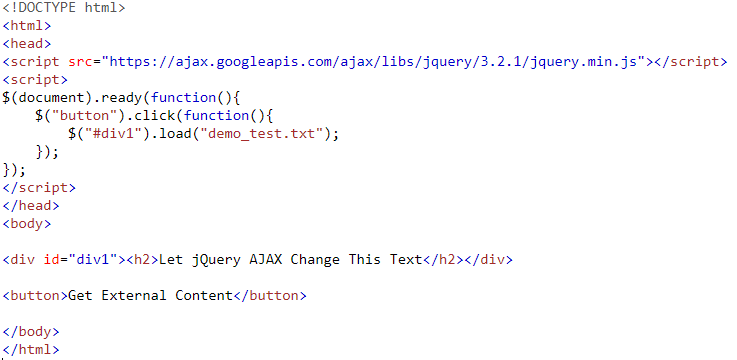 <!DOCTYPE html>
<html>
<head>
<script src="https://ajax.googleapis.com/ajax/libs/jquery/3.2.1/jquery.min.js"></script>
<script>
$(document).ready(function(){
    $("button").click(function(){
        $("#div1").load("demo_test.txt");
    });
});
</script>
</head>
<body>

<div id="div1"><h2>Let jQuery AJAX Change This Text</h2></div>

<button>Get External Content</button>

</body>
</html>